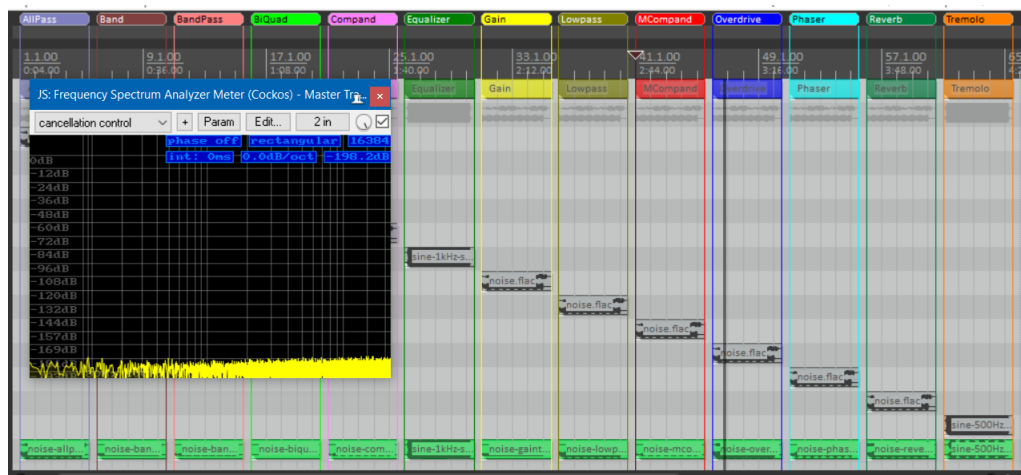 AllPass Band BandPass BiQuad Compand Equalizer Gain Lowpass MCompand Overdrive Phaser Reverb Tremolo
1.1.00 9.1.00 17.1.00 25.1.00 33.1.00 41.1.00 49.1.00 57.1.00 65
0:04.00 0:36.00 1:08.00 1:40.00 2:12.00 2:44.00 3:16.00 3:48.00
Equalizer Gain Lowpass MCompand Overdrive Phaser Reverb Tremolo
JS: Frequency Spectrum Analyzer Meter (Cockos) - Master Tra
cancellation control + Param Edit... 2 in
phase off rectangular 16384
int: 0ms 0.0dB/oct -198.2dB
0dB
-12dB
-24dB
-36dB
-48dB
-60dB
-72dB
-84dB
-96dB
-108dB
-120dB
-132dB
-144dB
-157dB
-169dB
sine-1kHz-s...
noise.flac
noise.flac
noise.flac
noise.flac
noise.flac
noise.flac
sine-500Hz...
noise-allp... noise-ban... noise-ban... noise-biqu... noise-com... sine-1kHz-s... noise-gaint... noise-lowp... noise-mco... noise-over... noise-phas... noise-reve... sine-500Hz...